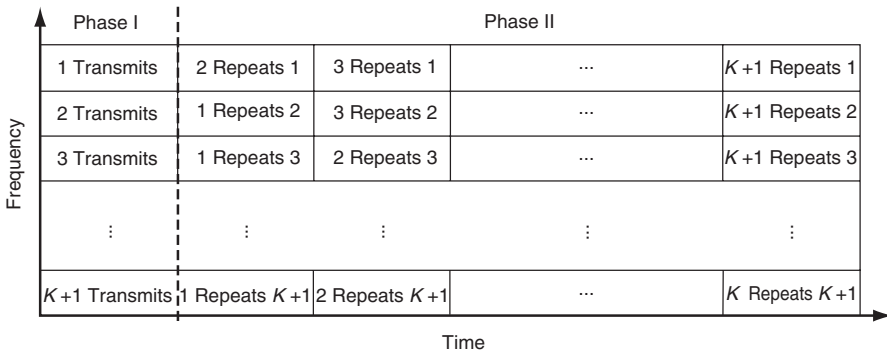 Phase I Phase II
1 Transmits 2 Repeats 1 3 Repeats 1 ... K+1 Repeats 1
2 Transmits 1 Repeats 2 3 Repeats 2 ... K+1 Repeats 2
3 Transmits 1 Repeats 3 2 Repeats 3 ... K+1 Repeats 3
⋮ ⋮ ⋮ ⋮ ⋮
K+1 Transmits 1 Repeats K+1 2 Repeats K+1 ... K Repeats K+1
Frequency
Time